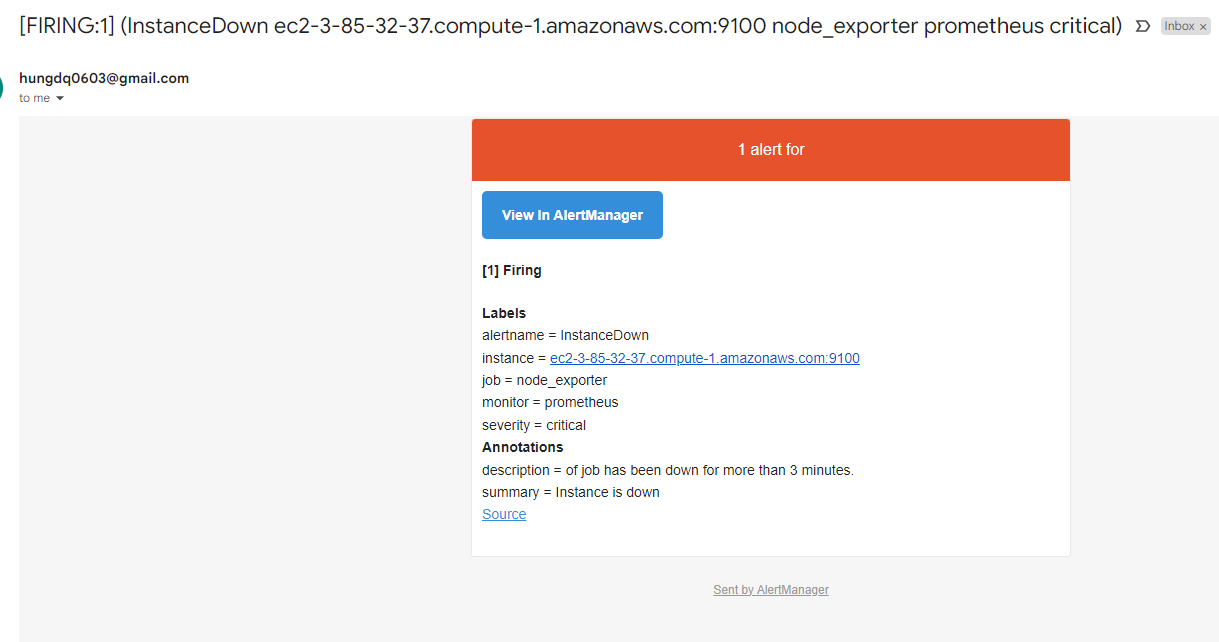 [FIRING:1] (InstanceDown ec2-3-85-32-37.compute-1.amazonaws.com:9100 node_exporter prometheus critical) Inbox ×
hungdq0603@gmail.com
to me
1 alert for
View In AlertManager
[1] Firing
Labels
alertname = InstanceDown
instance = ec2-3-85-32-37.compute-1.amazonaws.com:9100
job = node_exporter
monitor = prometheus
severity = critical
Annotations
description = of job has been down for more than 3 minutes.
summary = Instance is down
Source
Sent by AlertManager